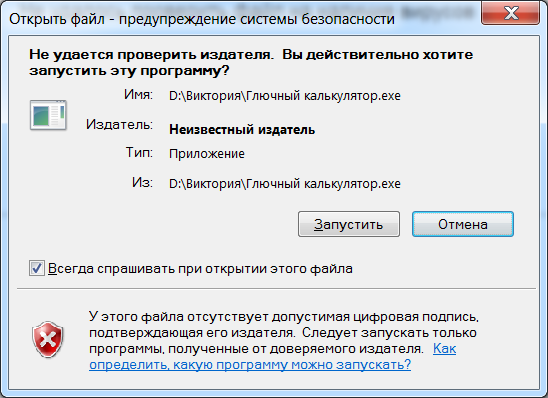 Открыть файл - предупреждение системы безопасности
Не удается проверить издателя. Вы действительно хотите
запустить эту программу?
Имя: D:\Виктория\Глючный калькулятор.exe
Издатель: Неизвестный издатель
Тип: Приложение
Из: D:\Виктория\Глючный калькулятор.exe
Запустить Отмена
Всегда спрашивать при открытии этого файла
У этого файла отсутствует допустимая цифровая подпись,
подтверждающая его издателя. Следует запускать только
программы, полученные от доверяемого издателя. Как
определить, какую программу можно запускать?